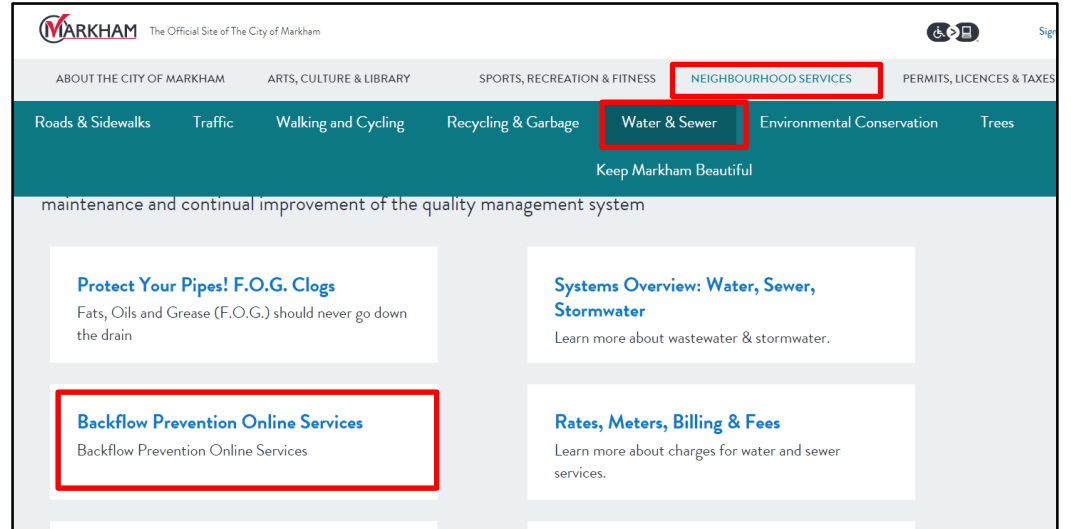 MARKHAM The Official Site of The City of Markham
ABOUT THE CITY OF MARKHAM ARTS, CULTURE & LIBRARY SPORTS, RECREATION & FITNESS NEIGHBOURHOOD SERVICES PERMITS, LICENCES & TAXES
Roads & Sidewalks Traffic Walking and Cycling Recycling & Garbage Water & Sewer Environmental Conservation Trees
Keep Markham Beautiful
maintenance and continual improvement of the quality management system
Protect Your Pipes! F.O.G. Clogs
Fats, Oils and Grease (F.O.G.) should never go down
the drain
Systems Overview: Water, Sewer,
Stormwater
Learn more about wastewater & stormwater.
Backflow Prevention Online Services
Backflow Prevention Online Services
Rates, Meters, Billing & Fees
Learn more about charges for water and sewer
services.